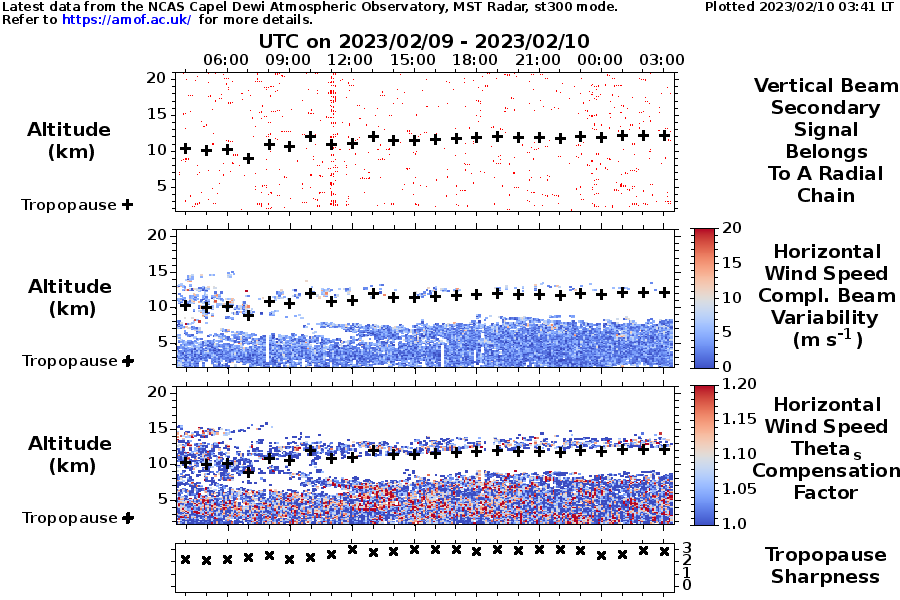 Latest data from the NCAS Capel Dewi Atmospheric Observatory, MST Radar, st300 mode.
Plotted 2023/02/10 03:41 LT
Refer to https://amof.ac.uk/ for more details.
UTC on 2023/02/09 - 2023/02/10
06:00 09:00 12:00 15:00 18:00 21:00 00:00 03:00
20
15
10
5
Altitude
(km)
Tropopause +
Vertical Beam
Secondary
Signal
Belongs
To A Radial
Chain
20
15
10
5
Altitude
(km)
Tropopause +
20
15
10
5
0
Horizontal
Wind Speed
Compl. Beam
Variability
(m s-1)
20
15
10
5
Altitude
(km)
Tropopause +
1.20
1.15
1.10
1.05
1.0
Horizontal
Wind Speed
Theta s
Compensation
Factor
3
2
1
0
Tropopause
Sharpness